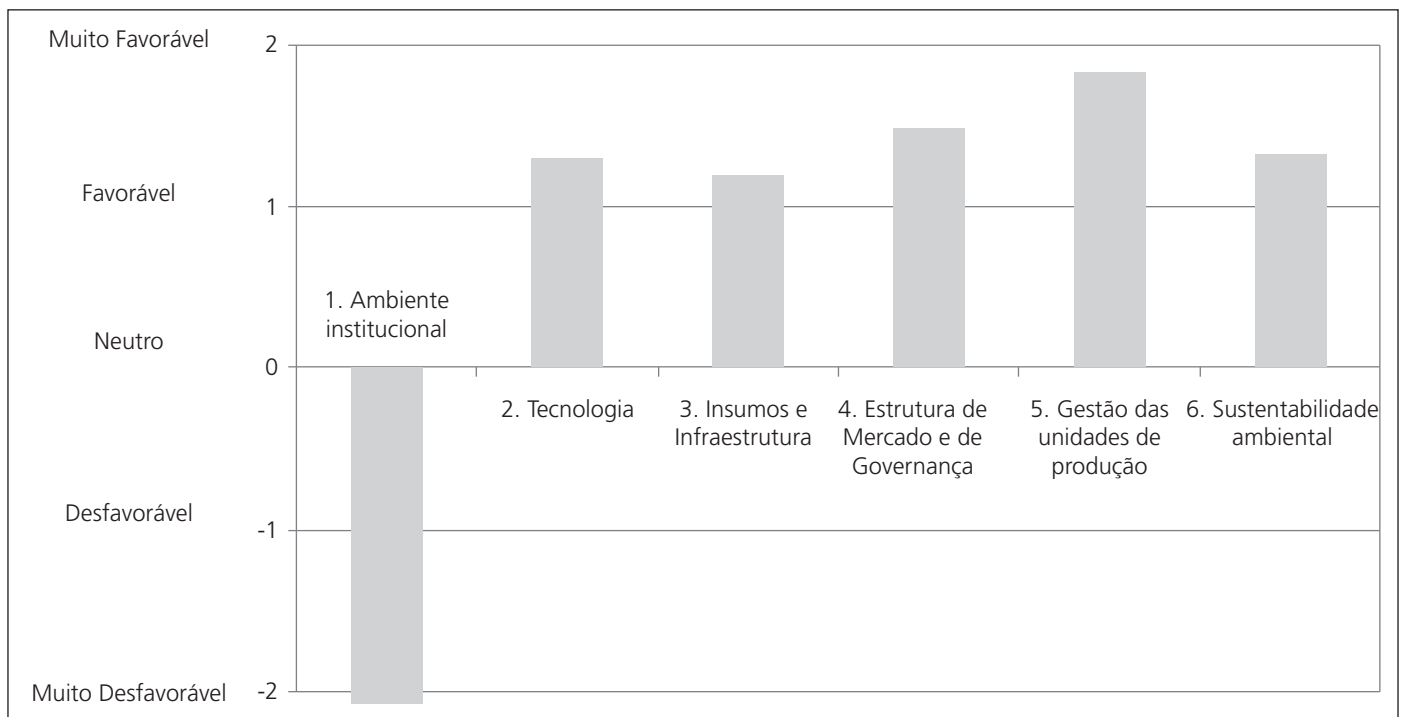 Muito Favorável
2
Favorável
1
1. Ambiente
institucional
Neutro
0
2. Tecnologia
3. Insumos e
Infraestrutura
4. Estrutura de
Mercado e de
Governança
5. Gestão das
unidades de
produção
6. Sustentabilidade
ambiental
Desfavorável
-1
Muito Desfavorável
-2